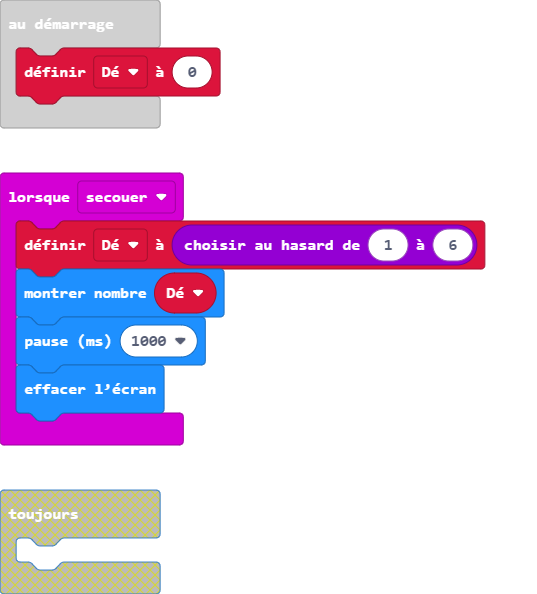 au démarrage
définir Dé à 0
lorsque secouer
définir Dé à choisir au hasard de 1 à 6
montrer nombre Dé
pause (ms) 1000
effacer l’écran
toujours